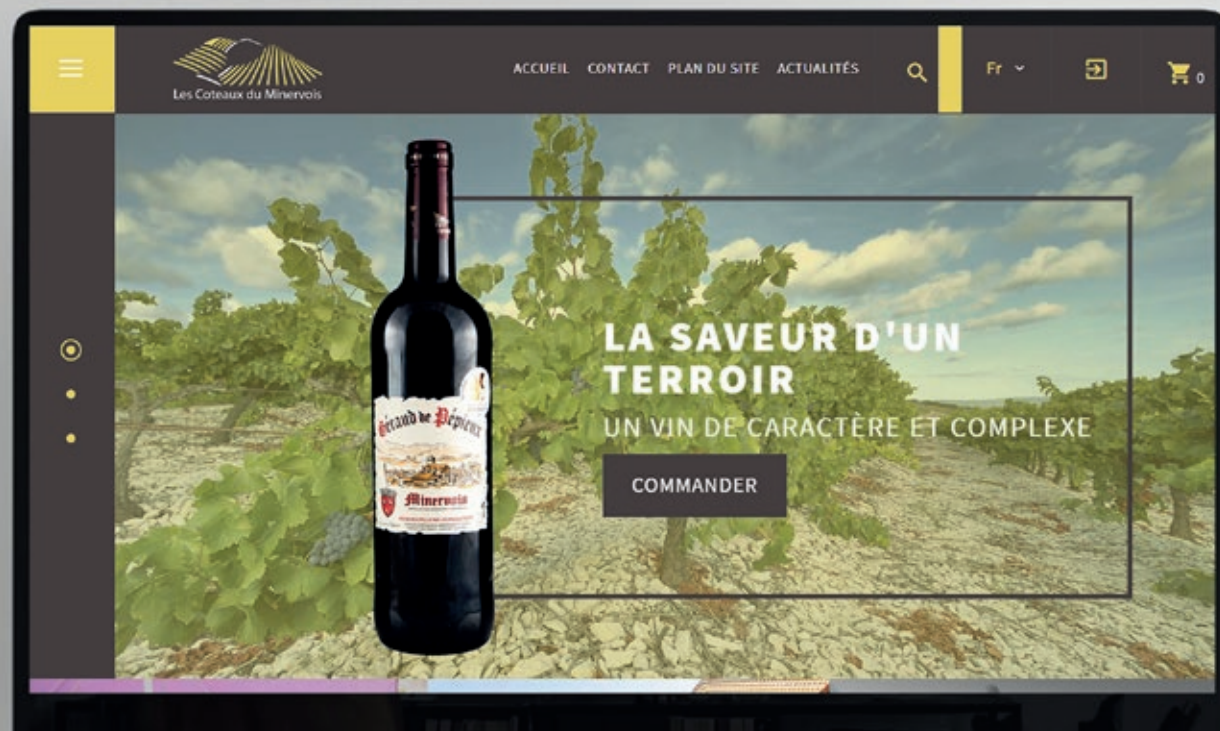 Les Coteaux du Minervois
ACCUEIL CONTACT PLAN DU SITE ACTUALITÉS
Fr
0
LA SAVEUR D'UN
TERROIR
UN VIN DE CARACTÈRE ET COMPLEXE
COMMANDER
Géraud de Pépieux
Minervois